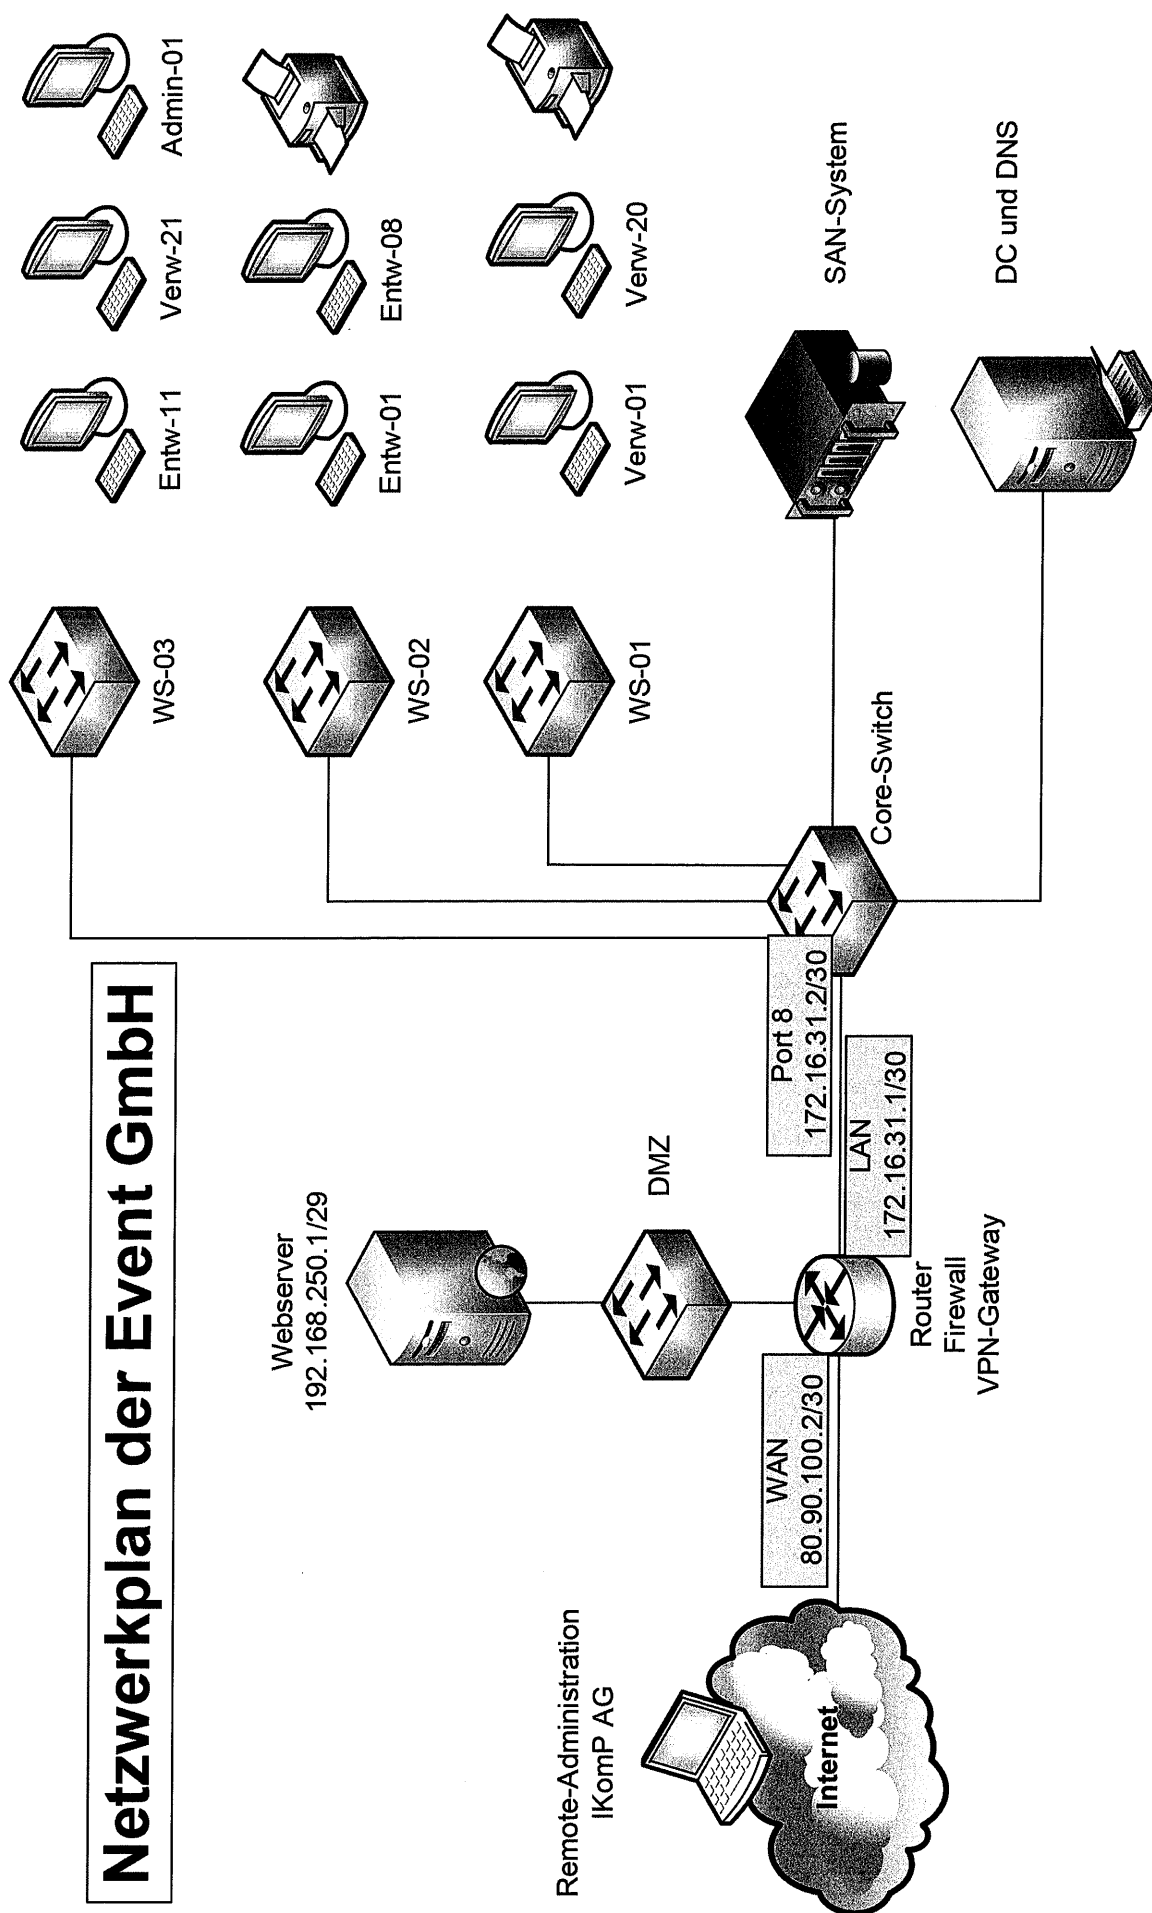 Netzwerkplan der Event GmbH
Remote-Administration
IKomP AG
Internet
WAN
80.90.100.2/30
Webserver
192.168.250.1/29
DMZ
Router
Firewall
VPN-Gateway
LAN
172.16.31.1/30
Port 8
172.16.31.2/30
Core-Switch
WS-03
WS-02
WS-01
Entw-11
Verw-21
Admin-01
Entw-01
Entw-08
Verw-01
Verw-20
SAN-System
DC und DNS